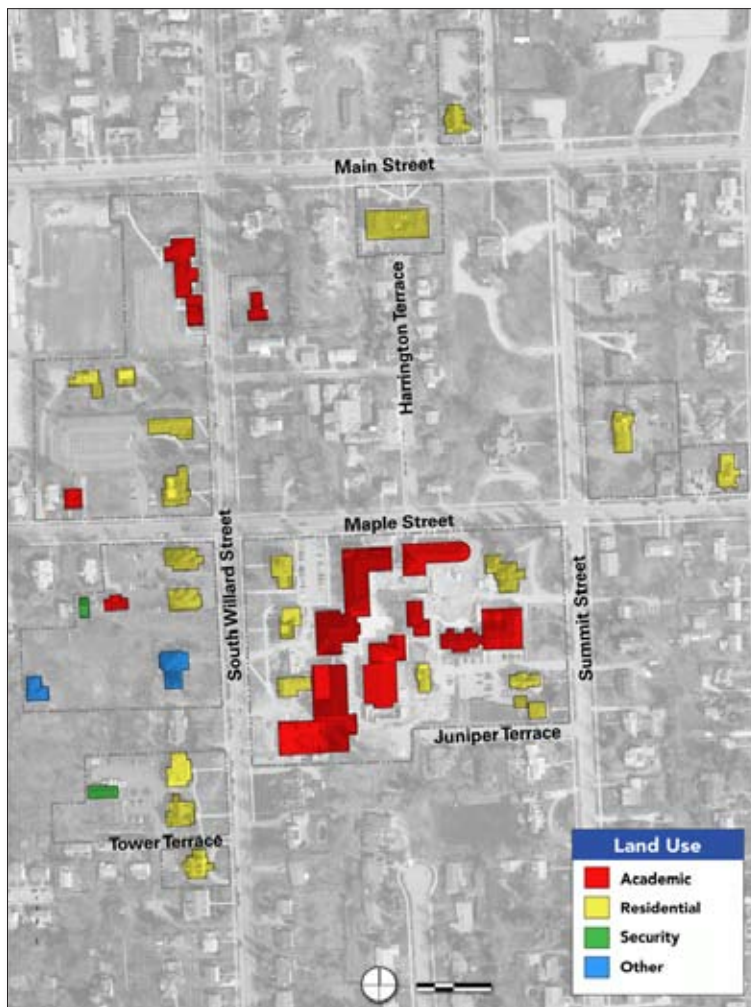 Main Street
Harrington Terrace
Maple Street
South Willard Street
Summit Street
Juniper Terrace
Tower Terrace
Land Use
Academic
Residential
Security
Other